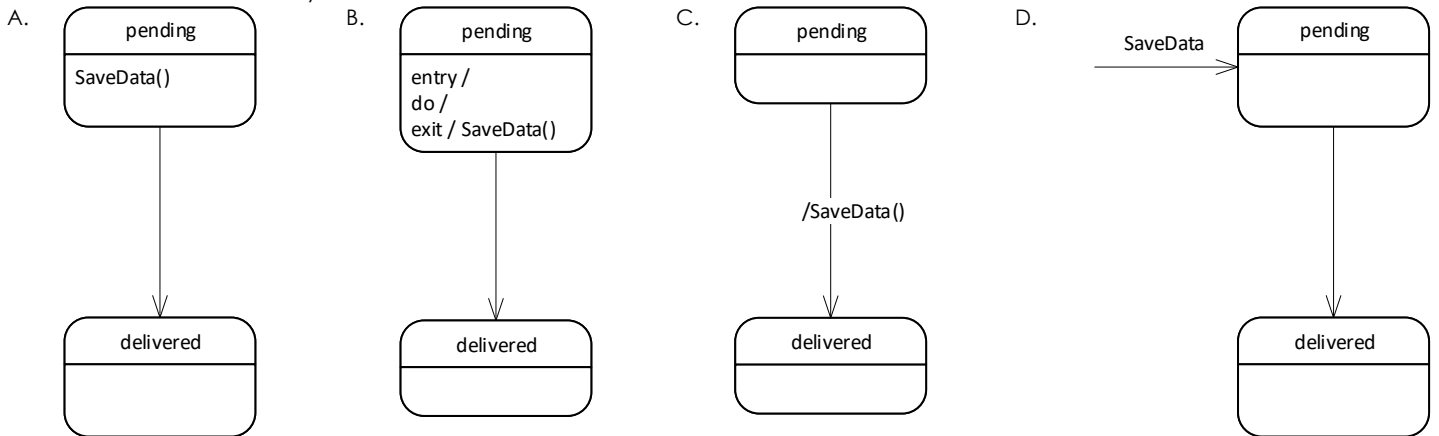 A.
pending
SaveData()
delivered
B.
pending
entry /
do /
exit / SaveData()
delivered
C.
pending
/SaveData()
delivered
D.
SaveData
pending
delivered